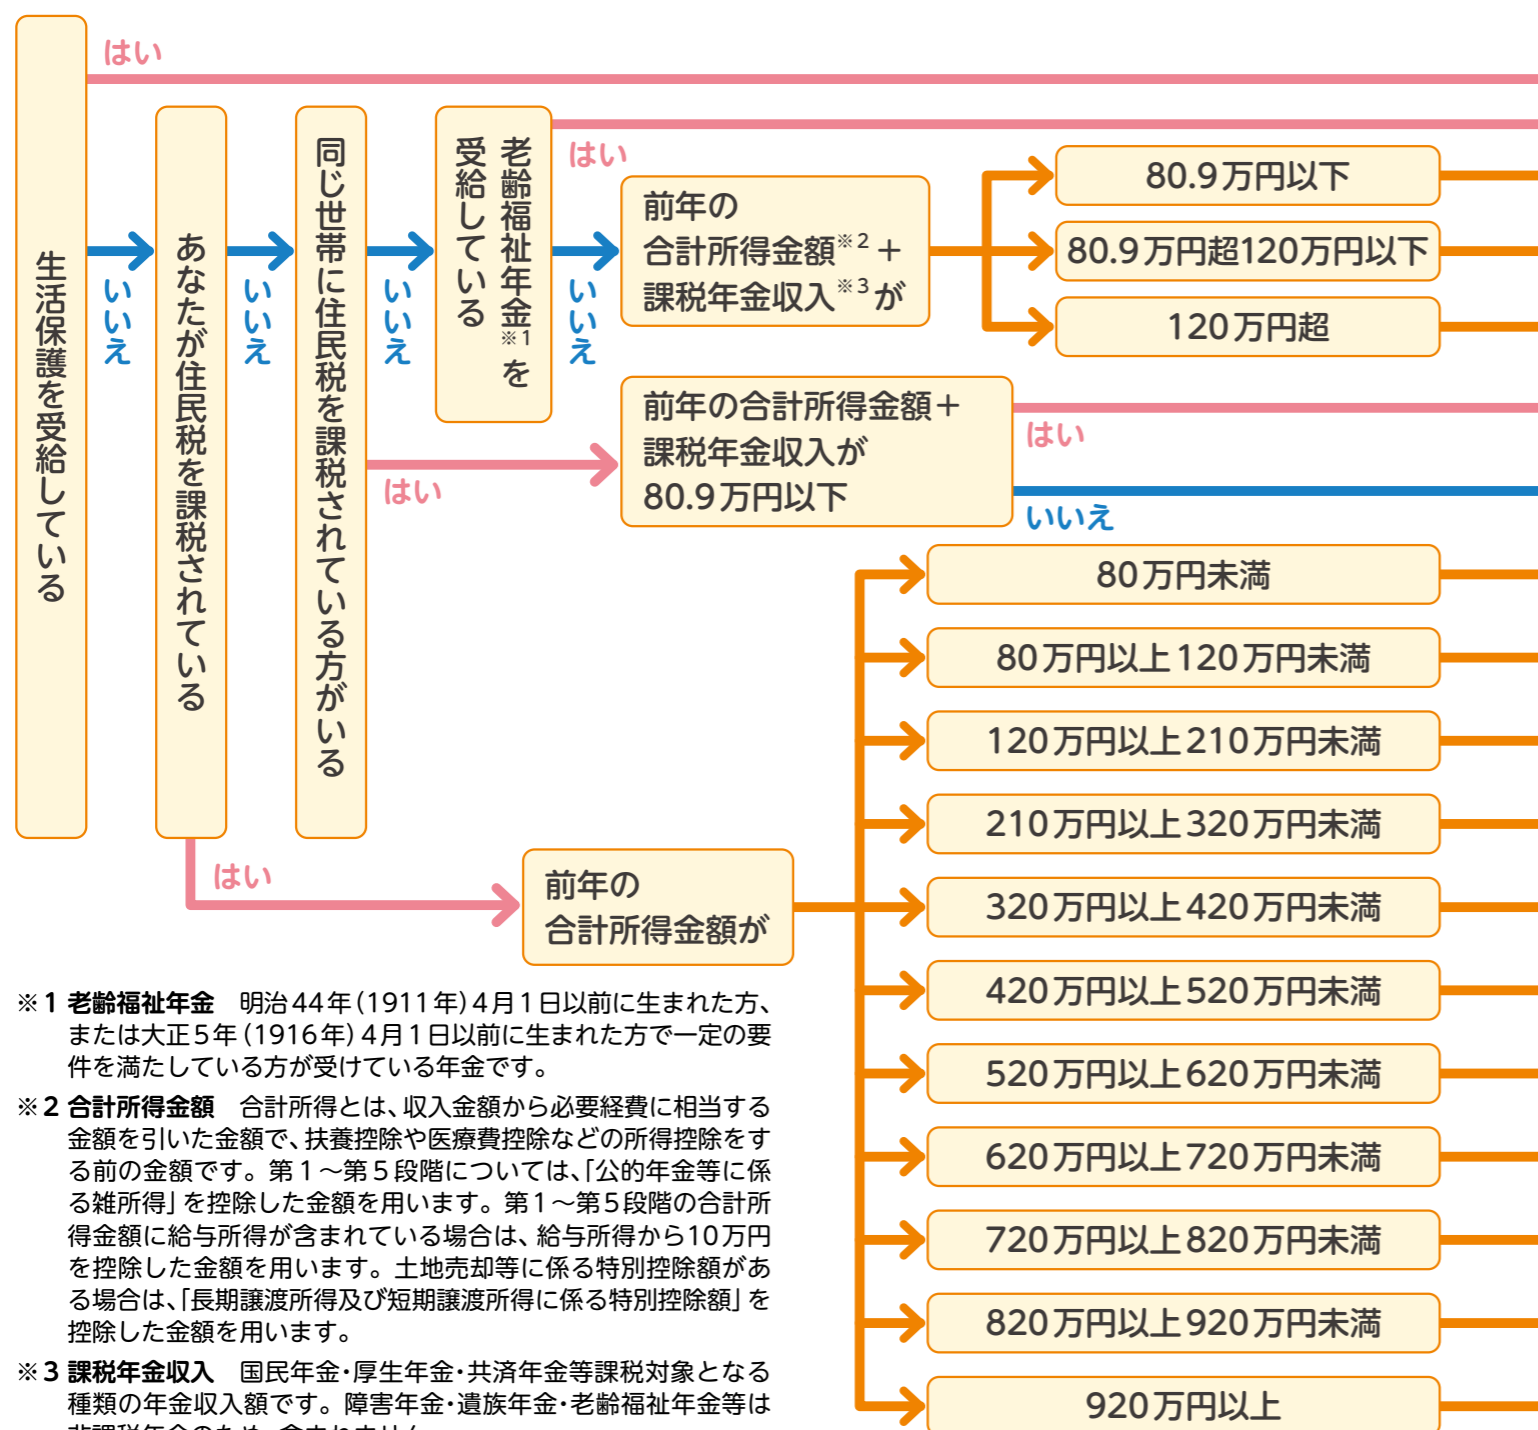 生活保護を受給している
はい
いいえ
あなたが住民税を課税されている
いいえ
はい
同じ世帯に住民税を課税されている方がいる
いいえ
はい
老齢福祉年金※1を
受給している
はい
いいえ
前年の
合計所得金額※2＋
課税年金収入※3が
80.9万円以下
80.9万円超120万円以下
120万円超
前年の合計所得金額＋
課税年金収入が
80.9万円以下
はい
いいえ
前年の
合計所得金額が
80万円未満
80万円以上120万円未満
120万円以上210万円未満
210万円以上320万円未満
320万円以上420万円未満
420万円以上520万円未満
520万円以上620万円未満
620万円以上720万円未満
720万円以上820万円未満
820万円以上920万円未満
920万円以上
※1 老齢福祉年金　明治44年(1911年)4月1日以前に生まれた方、
または大正5年(1916年)4月1日以前に生まれた方で一定の要
件を満たしている方が受けている年金です。
※2 合計所得金額　合計所得とは、収入金額から必要経費に相当する
金額を引いた金額で、扶養控除や医療費控除などの所得控除をす
る前の金額です。第1～第5段階については、「公的年金等に係
る雑所得」を控除した金額を用います。第1～第5段階の合計所
得金額に給与所得が含まれている場合は、給与所得から10万円
を控除した金額を用います。土地売却等に係る特別控除額があ
る場合は、「長期譲渡所得及び短期譲渡所得に係る特別控除額」を
控除した金額を用います。
※3 課税年金収入　国民年金・厚生年金・共済年金等課税対象となる
種類の年金収入額です。障害年金・遺族年金・老齢福祉年金等は